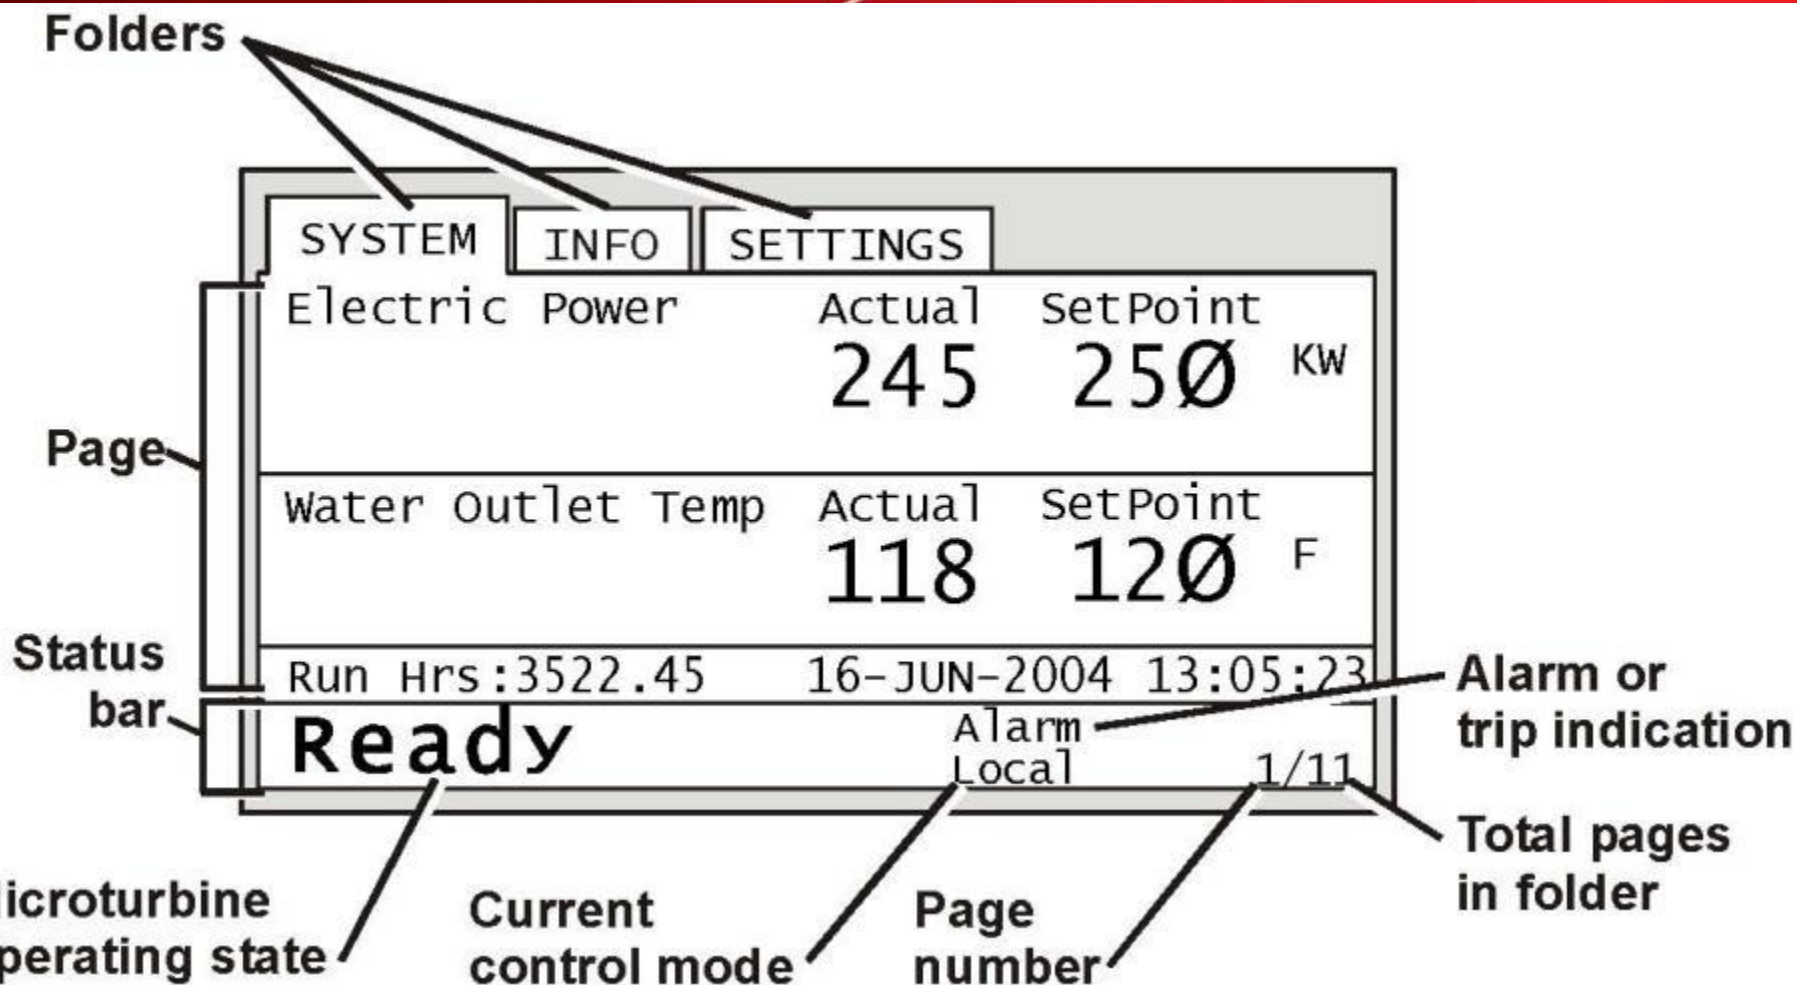 Folders
SYSTEM INFO SETTINGS
Electric Power Actual SetPoint
245 250 KW
Page
Water Outlet Temp Actual SetPoint
118 120 F
Status
bar
Run Hrs:3522.45 16-JUN-2004 13:05:23
Alarm or
trip indication
Ready
Alarm
Local
1/11
Total pages
in folder
icroturbine
perating state
Current
control mode
Page
number